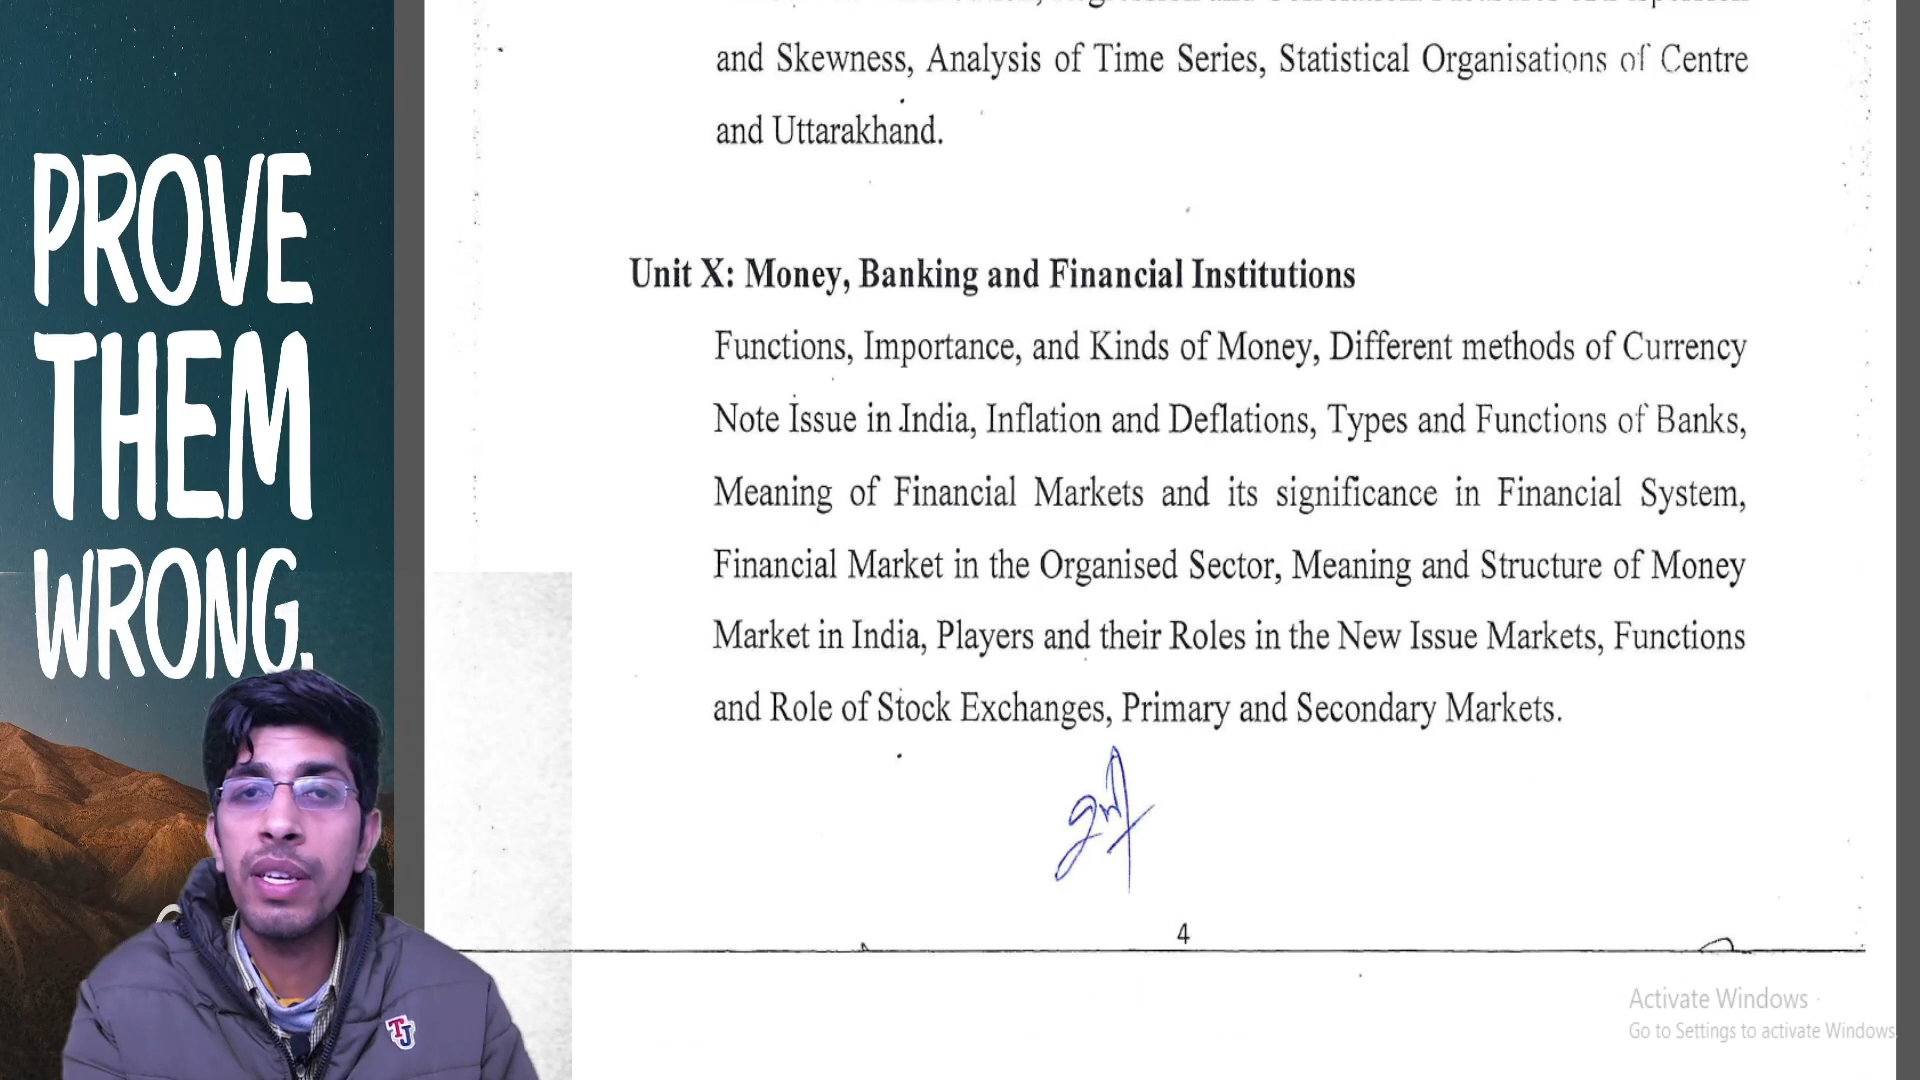 PROVE
THEM
WRONG.
and Skewness, Analysis of Time Series, Statistical Organisations of Centre
and Uttarakhand.
Unit X: Money, Banking and Financial Institutions
Functions, Importance, and Kinds of Money, Different methods of Currency
Note Issue in India, Inflation and Deflations, Types and Functions of Banks,
Meaning of Financial Markets and its significance in Financial System,
Financial Market in the Organised Sector, Meaning and Structure of Money
Market in India, Players and their Roles in the New Issue Markets, Functions
and Role of Stock Exchanges, Primary and Secondary Markets.
4
TJ
Activate Windows
Go to Settings to activate Windows.